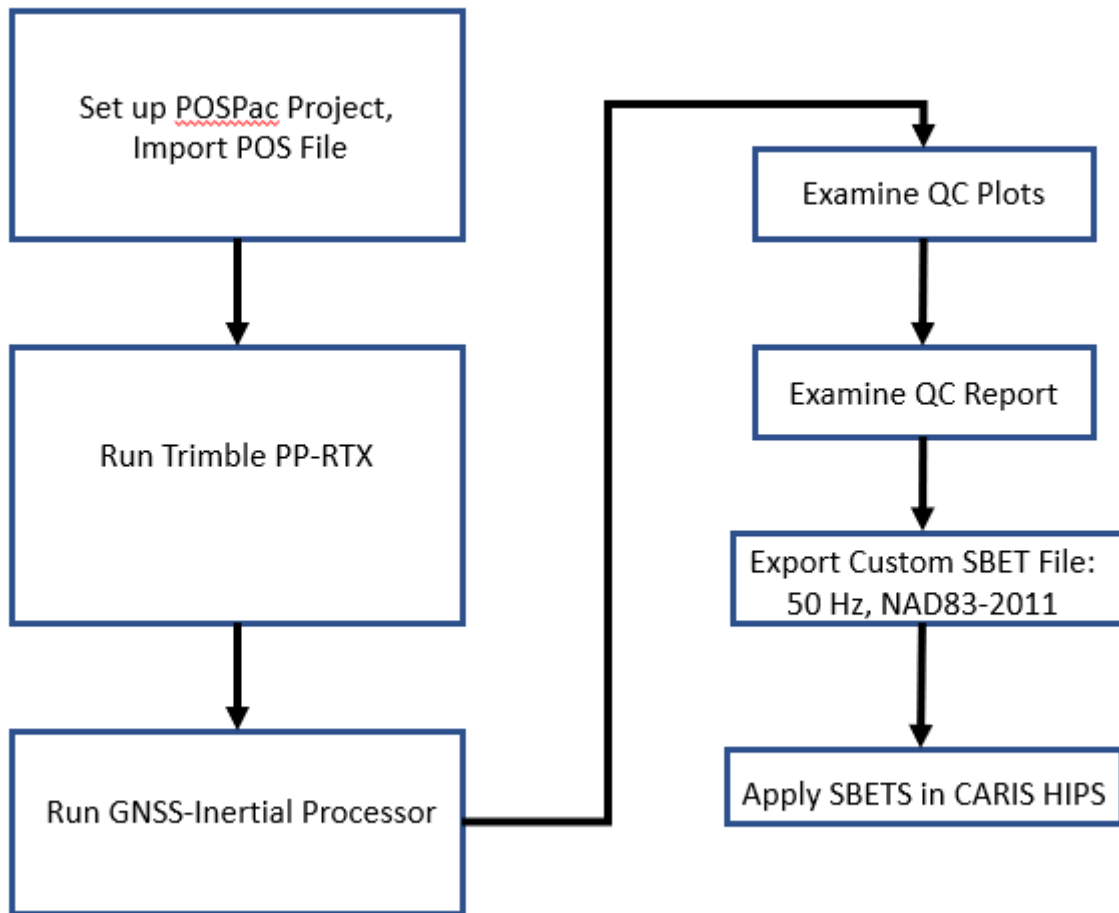 Set up POSPac Project,
Import POS File
Run Trimble PP-RTX
Run GNSS-Inertial Processor
Examine QC Plots
Examine QC Report
Export Custom SBET File:
50 Hz, NAD83-2011
Apply SBETS in CARIS HIPS